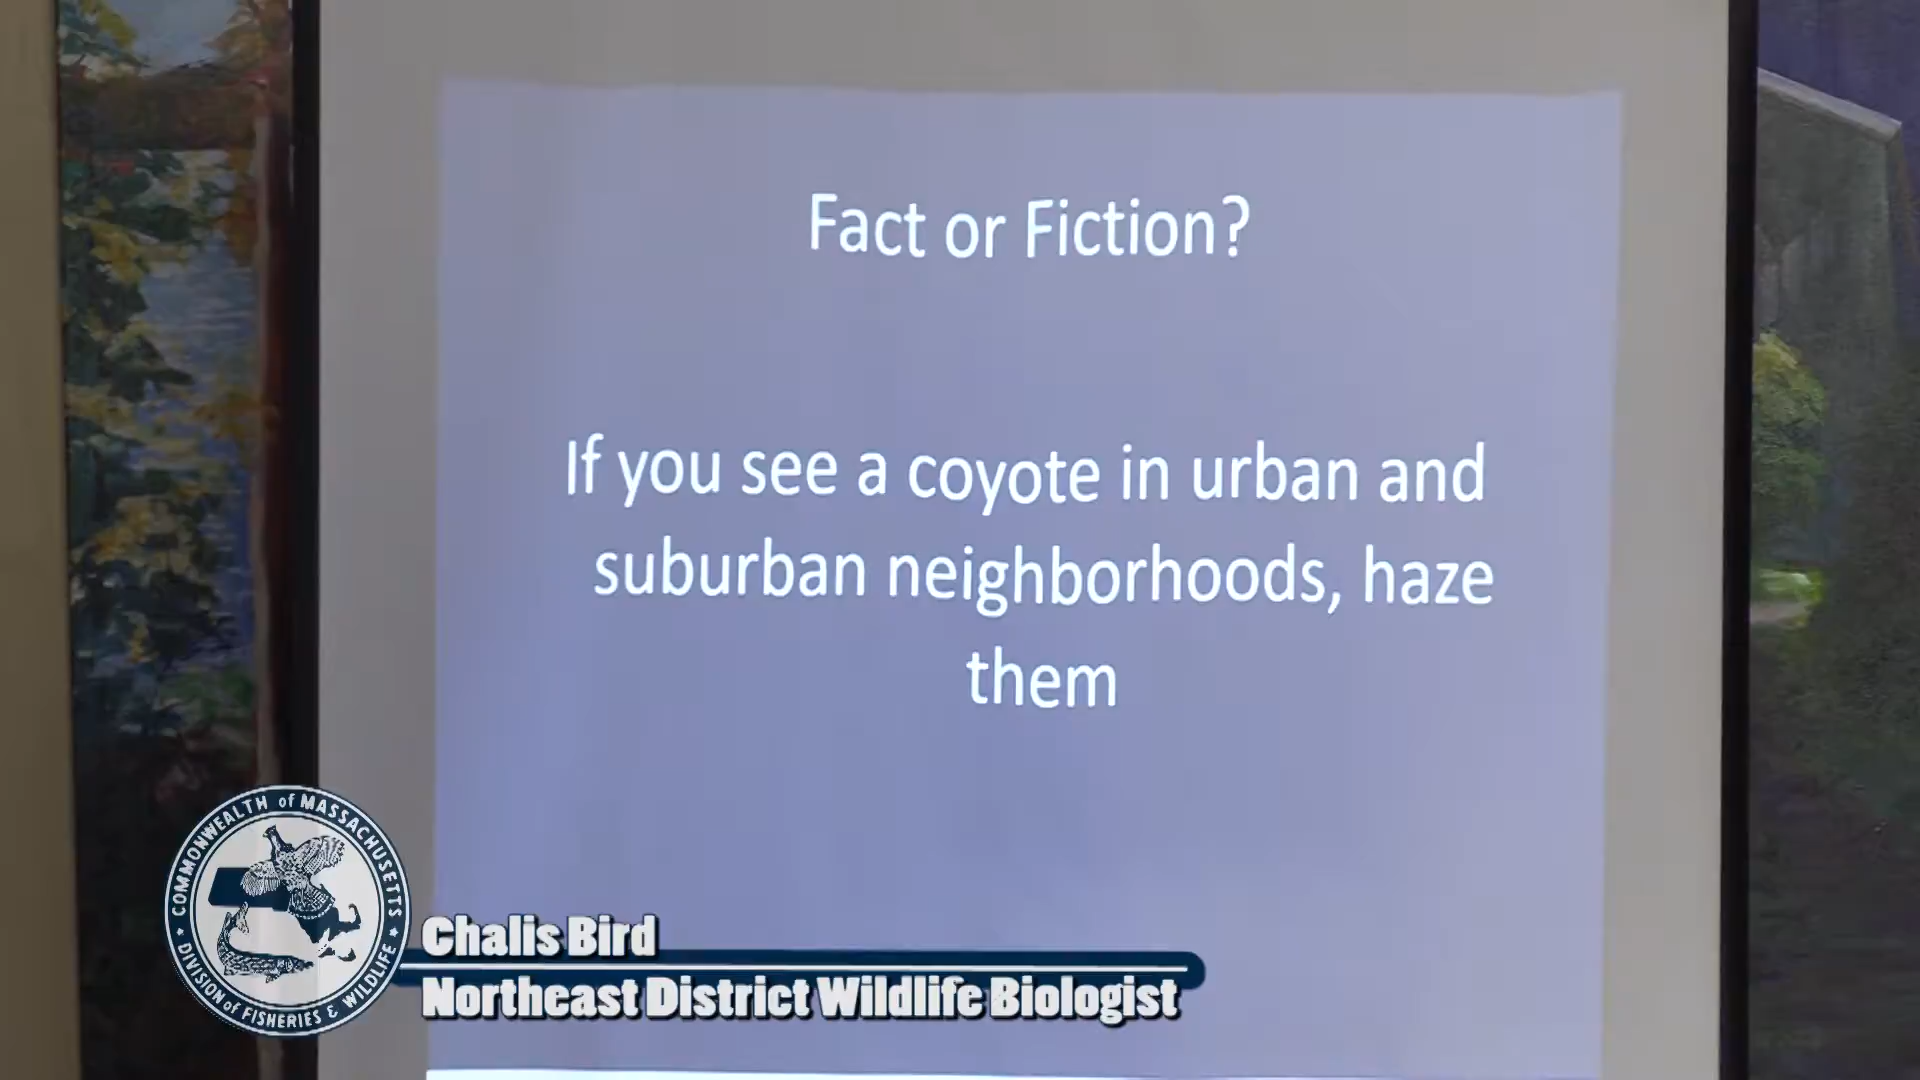 Fact or Fiction?
If you see a coyote in urban and
suburban neighborhoods, haze
them
COMMONWEALTH of MASSACHUSETTS
DIVISION of FISHERIES & WILDLIFE
Chalis Bird
Northeast District Wildlife Biologist